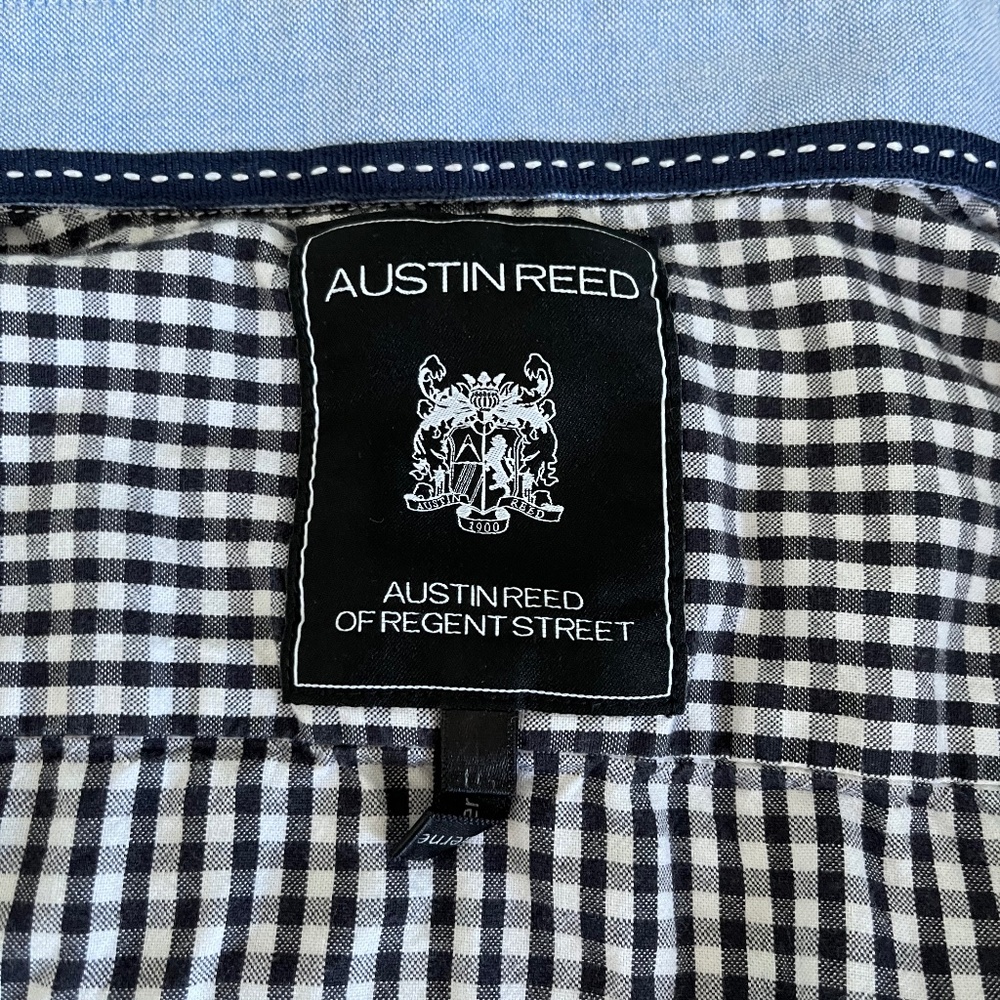 AUSTIN REED
AUSTIN REED
1900
AUSTIN REED
OF REGENT STREET